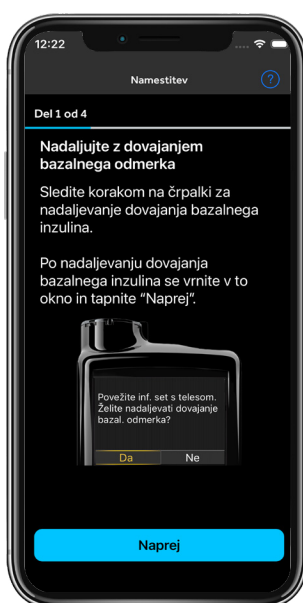 12:22
Namestitev
?
Del 1 od 4
Nadaljujte z dovajanjem
bazalnega odmerka
Sledite korakom na črpalki za
nadaljevanje dovajanja bazalnega
inzulina.
Po nadaljevanju dovajanja
bazalnega insulina se vrnite v to
okno in tapnite “Naprej”.
Povežite inf. set s telesom.
Želite nadaljevati dovajanje
bazal. odmerka?
Da Ne
Naprej